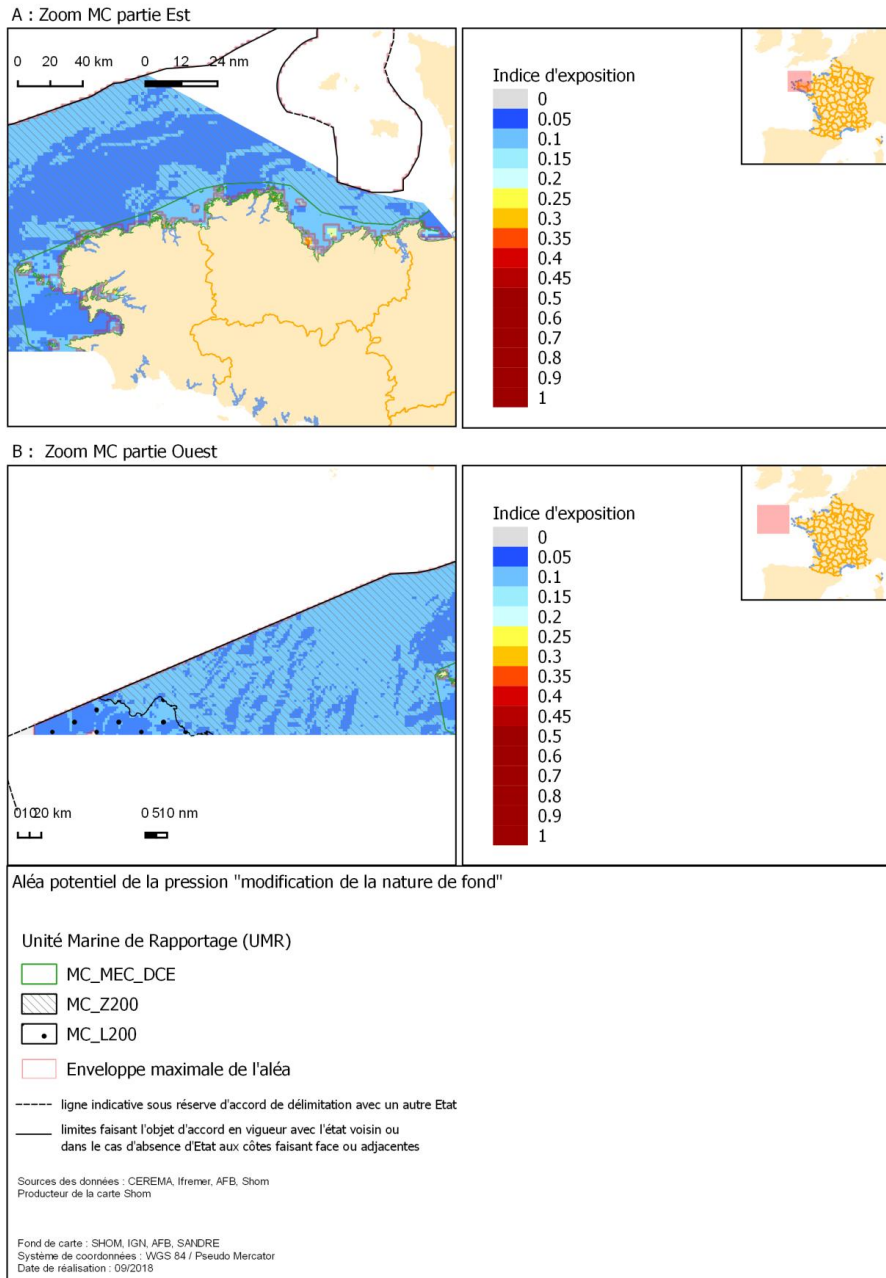 A : Zoom MC partie Est
0 20 40 km 0 12 24 nm
Indice d'exposition
0
0.05
0.1
0.15
0.2
0.25
0.3
0.35
0.4
0.45
0.5
0.6
0.7
0.8
0.9
1
B : Zoom MC partie Ouest
01020 km 0 510 nm
Indice d'exposition
0
0.05
0.1
0.15
0.2
0.25
0.3
0.35
0.4
0.45
0.5
0.6
0.7
0.8
0.9
1
Aléa potentiel de la pression "modification de la nature de fond"
Unité Marine de Rapportage (UMR)
MC_MEC_DCE
MC_Z200
MC_L200
Enveloppe maximale de l'aléa
ligne indicative sous réserve d'accord de délimitation avec un autre Etat
limites faisant l'objet d'accord en vigueur avec l'état voisin ou
dans le cas d'absence d'Etat aux côtes faisant face ou adjacentes
Sources des données : CEREMA, Ifremer, AFB, Shom
Producteur de la carte Shom
Fond de carte : SHOM, IGN, AFB, SANDRE
Système de coordonnées : WGS 84 / Pseudo Mercator
Date de réalisation : 09/2018